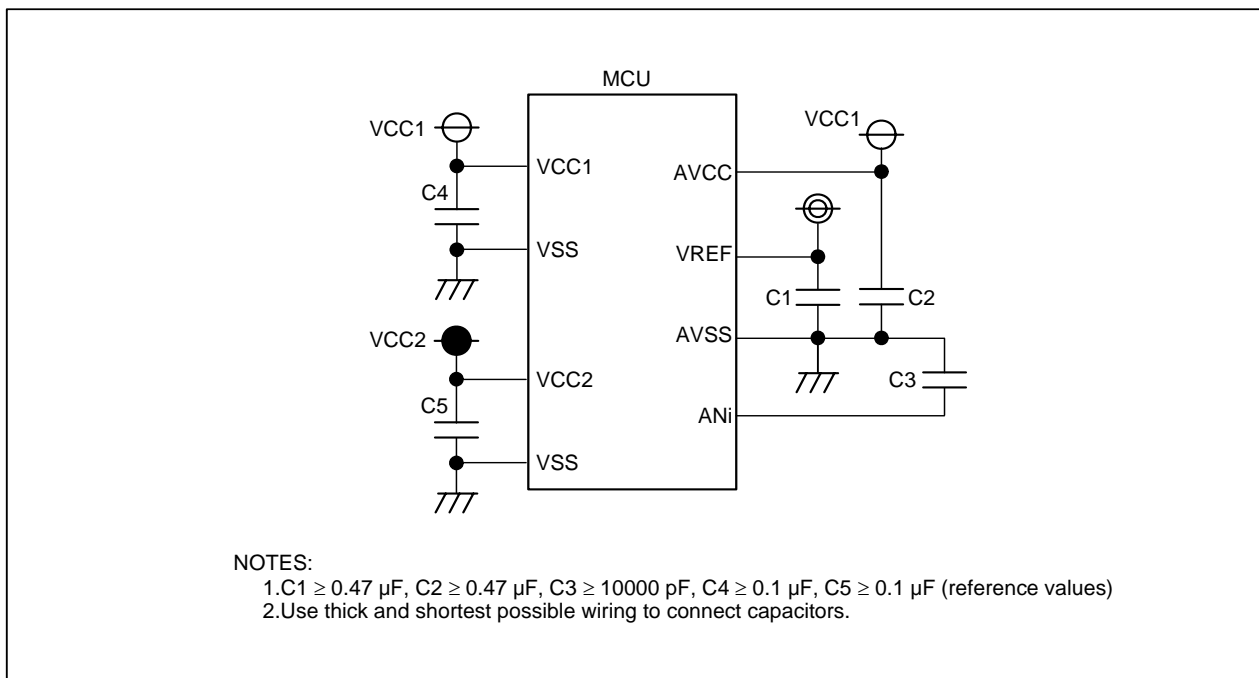 MCU
VCC1
VCC1
C4
VSS
VCC2
VCC2
C5
VSS
VCC1
AVCC
VREF
C1
C2
AVSS
C3
ANi
NOTES:
1.C1 ≥ 0.47 µF, C2 ≥ 0.47 µF, C3 ≥ 10000 pF, C4 ≥ 0.1 µF, C5 ≥ 0.1 µF (reference values)
2.Use thick and shortest possible wiring to connect capacitors.